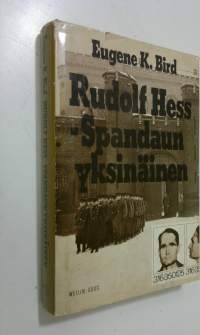 Eugene K. Bird
Rudolf Hess
-Spandaun
yksinäinen
WEILIN+GÖÖS